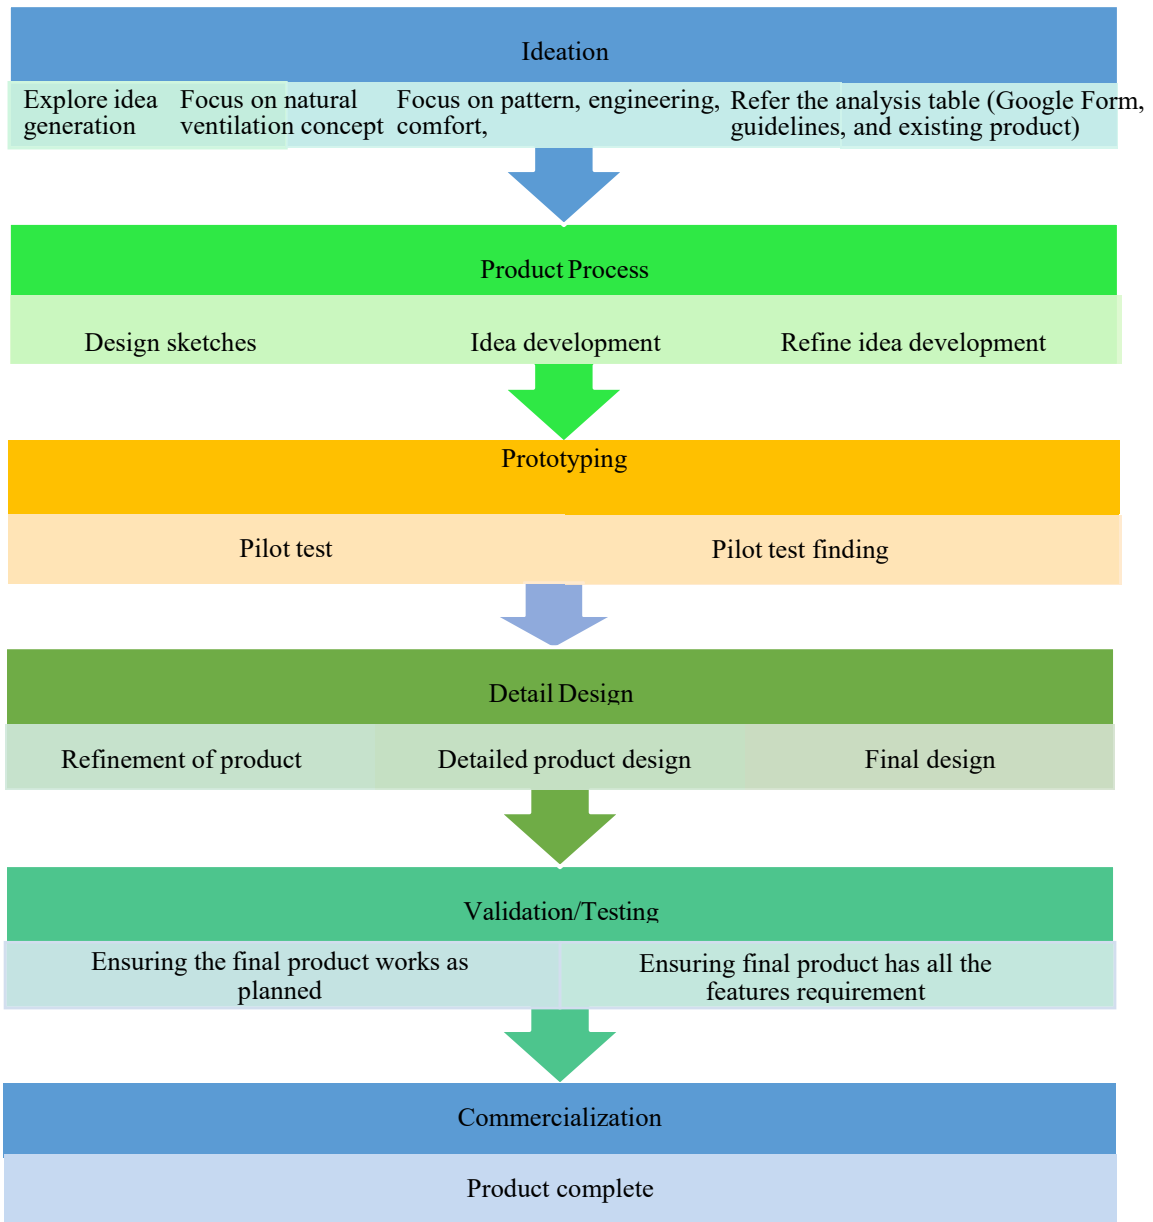 Ideation
Explore idea
generation
Focus on natural
ventilation concept
Focus on pattern, engineering,
comfort,
Refer the analysis table (Google Form,
guidelines, and existing product)
Product Process
Design sketches
Idea development
Refine idea development
Prototyping
Pilot test
Pilot test finding
Detail Design
Refinement of product
Detailed product design
Final design
Validation/Testing
Ensuring the final product works as
planned
Ensuring final product has all the
features requirement
Commercialization
Product complete